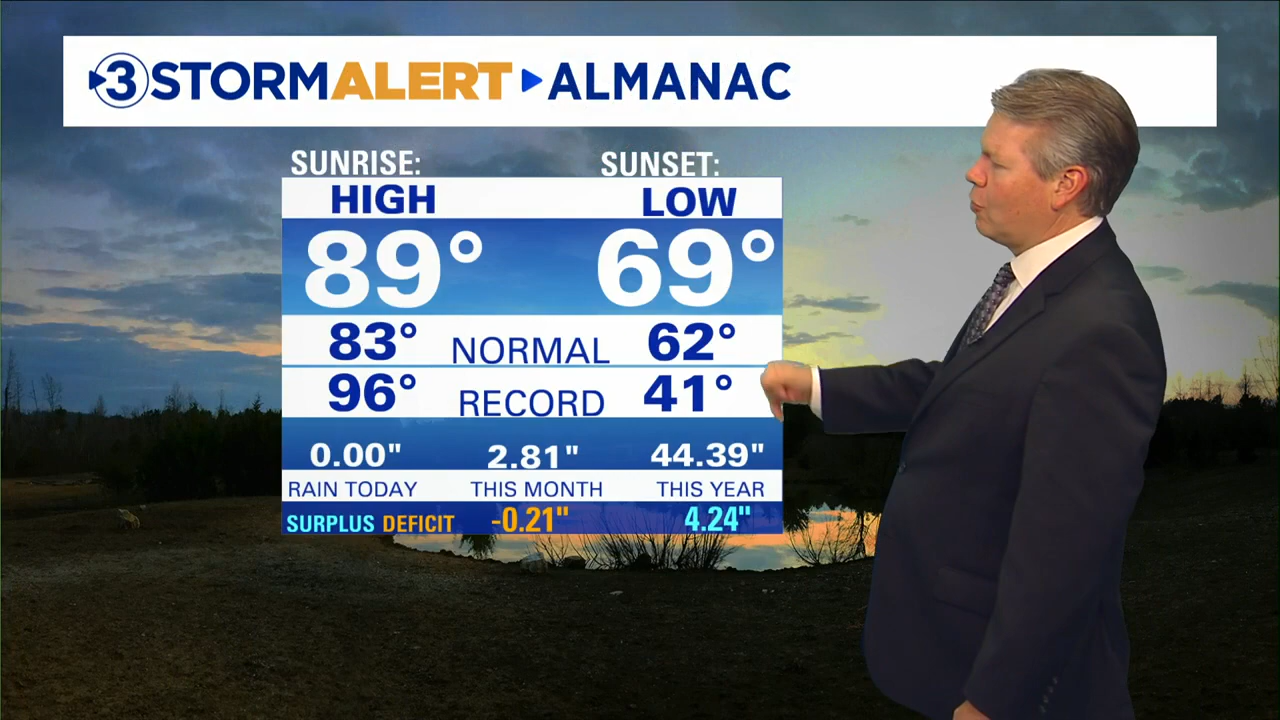 3 STORMALERT ALMANAC
SUNRISE: SUNSET:
HIGH LOW
89° 69°
83° NORMAL 62°
96° RECORD 41°
0.00" 2.81" 44.39"
RAIN TODAY THIS MONTH THIS YEAR
SURPLUS DEFICIT -0.21" 4.24"